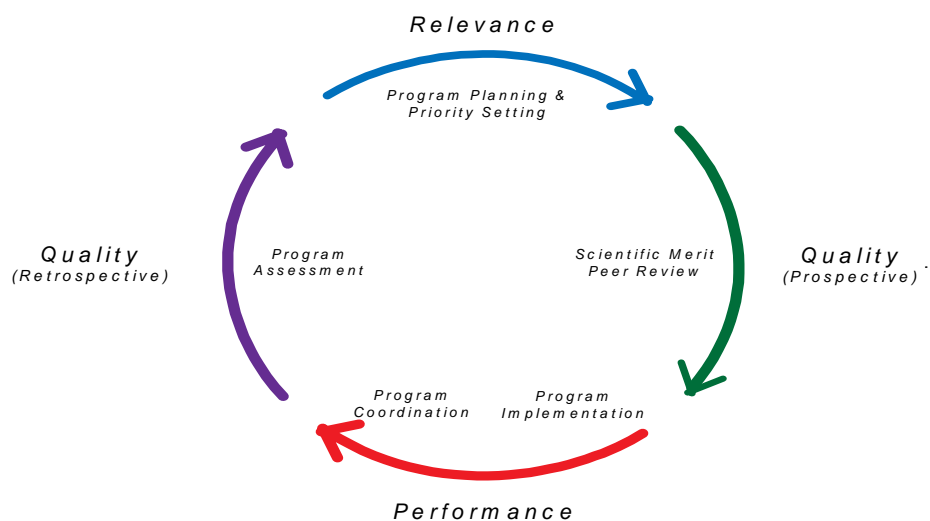 Relevance
Program Planning &
Priority Setting
Quality
(Retrospective)
Program
Assessment
Scientific Merit
Peer Review
Quality
(Prospective)
.
Program
Coordination
Program
Implementation
Performance